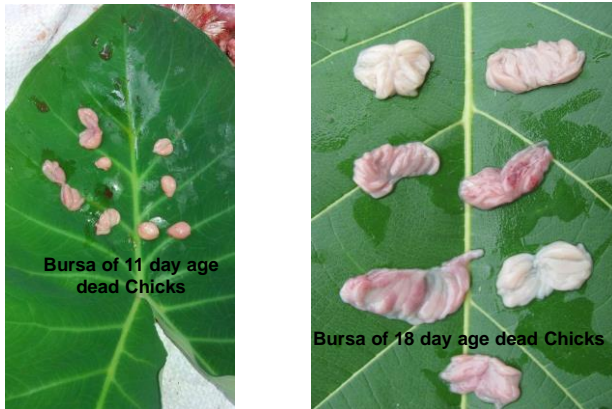 Bursa of 11 day age
dead Chicks
Bursa of 18 day age dead Chicks